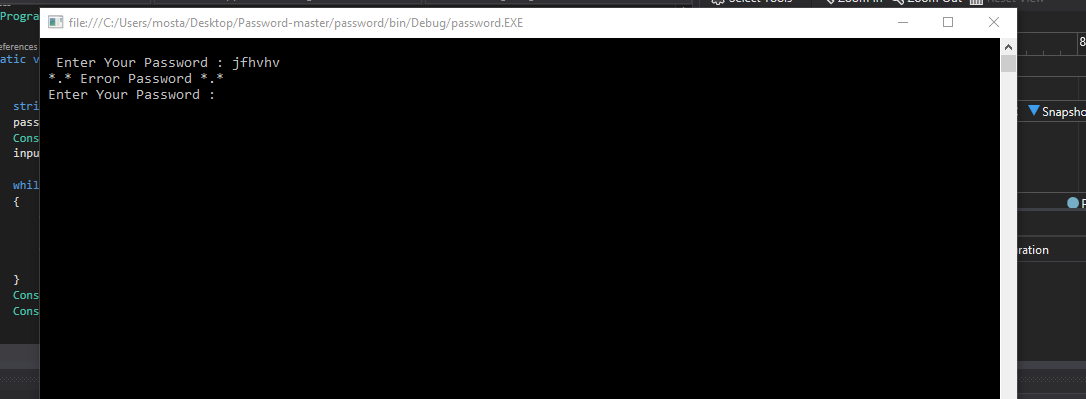 Select Tools Zoom In Zoom Out Reset View
file:///C:/Users/mosta/Desktop/Password-master/password/bin/Debug/password.EXE
Progra
eferences
atic v
stri
pass
Cons
inpu
whil
{
}
Cons
Cons
Enter Your Password : jfhvhv
*.* Error Password *.*
Enter Your Password :
8
Snapsho
ration